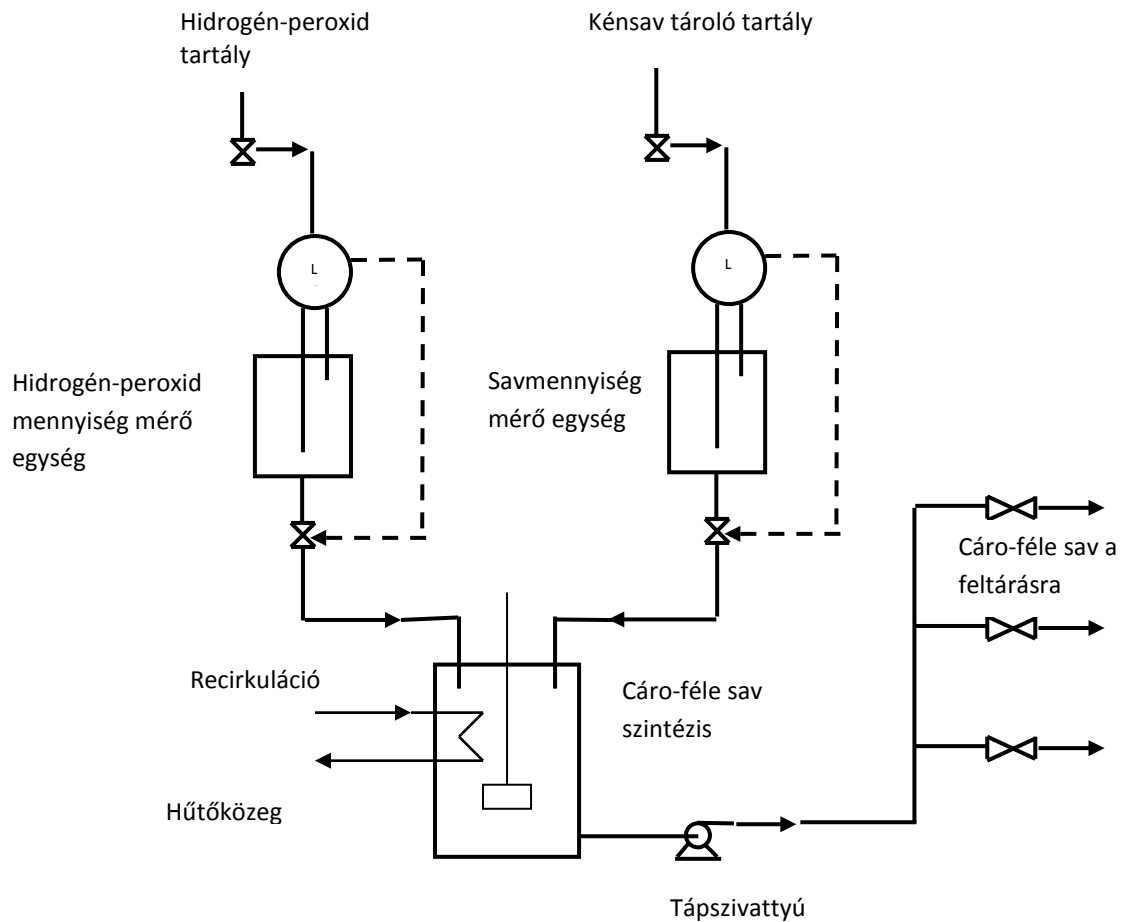 Hidrogén-peroxid
tartály
Kénsav tároló tartály
L
L
Hidrogén-peroxid
mennyiség mérő
egység
Savmennyiség
mérő egység
Cáro-féle sav a
feltárásra
Recirkuláció
Cáro-féle sav
szintézis
Hűtőközeg
Tápszivattyú